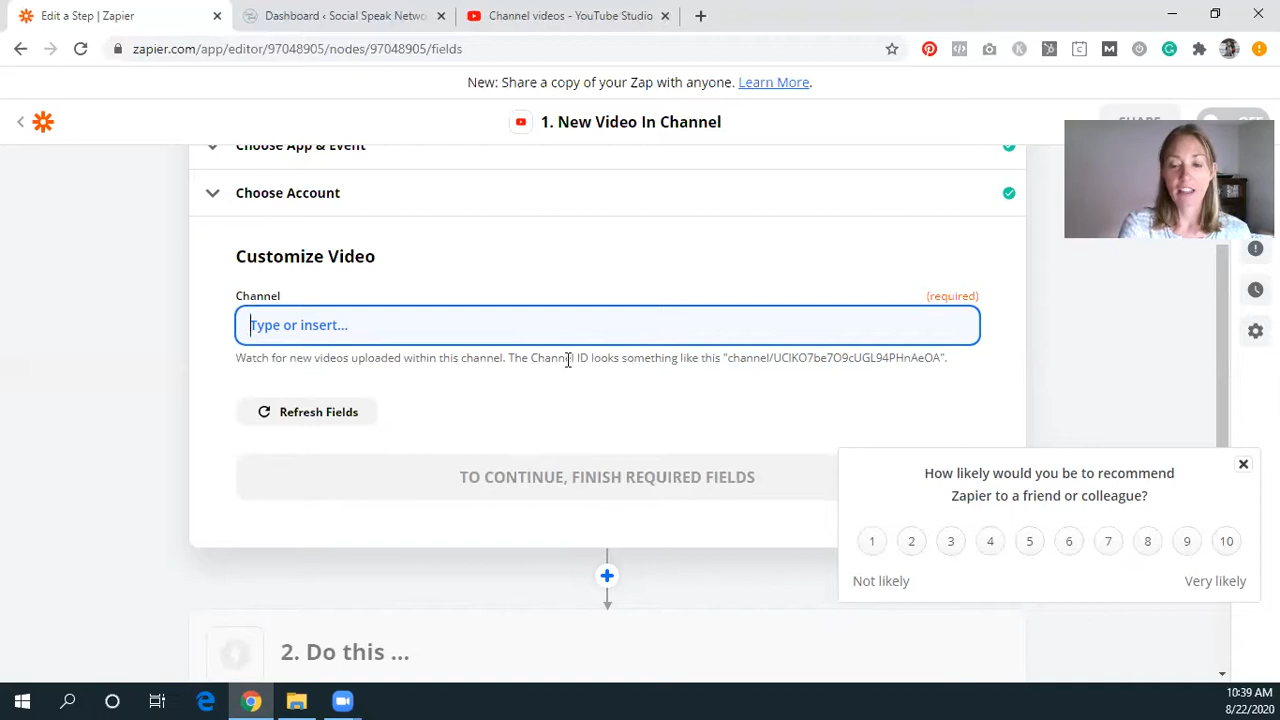 Edit a Step | Zapier
Dashboard ‹ Social Speak Netwo
Channel videos - YouTube Studio
zapier.com/app/editor/97048905/nodes/97048905/fields
New: Share a copy of your Zap with anyone. Learn More.
1. New Video In Channel
SHARE
OFF
Choose App & Event
Choose Account
Customize Video
Channel
(required)
Type or insert...
Watch for new videos uploaded within this channel. The Channel ID looks something like this "channel/UCIKO7be7O9cUGL94PHnAeOA".
Refresh Fields
TO CONTINUE, FINISH REQUIRED FIELDS
How likely would you be to recommend
Zapier to a friend or colleague?
1 2 3 4 5 6 7 8 9 10
Not likely
Very likely
2. Do this ...
10:39 AM
8/22/2020